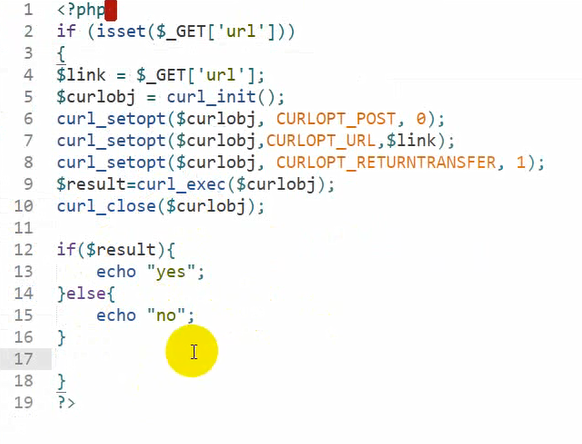 1 <?php
2 if (isset($_GET['url']))
3 {
4 $link = $_GET['url'];
5 $curlobj = curl_init();
6 curl_setopt($curlobj, CURLOPT_POST, 0);
7 curl_setopt($curlobj,CURLOPT_URL,$link);
8 curl_setopt($curlobj, CURLOPT_RETURNTRANSFER, 1);
9 $result=curl_exec($curlobj);
10 curl_close($curlobj);
11
12 if($result){
13     echo "yes";
14 }else{
15     echo "no";
16 }
17
18 }
19 ?>